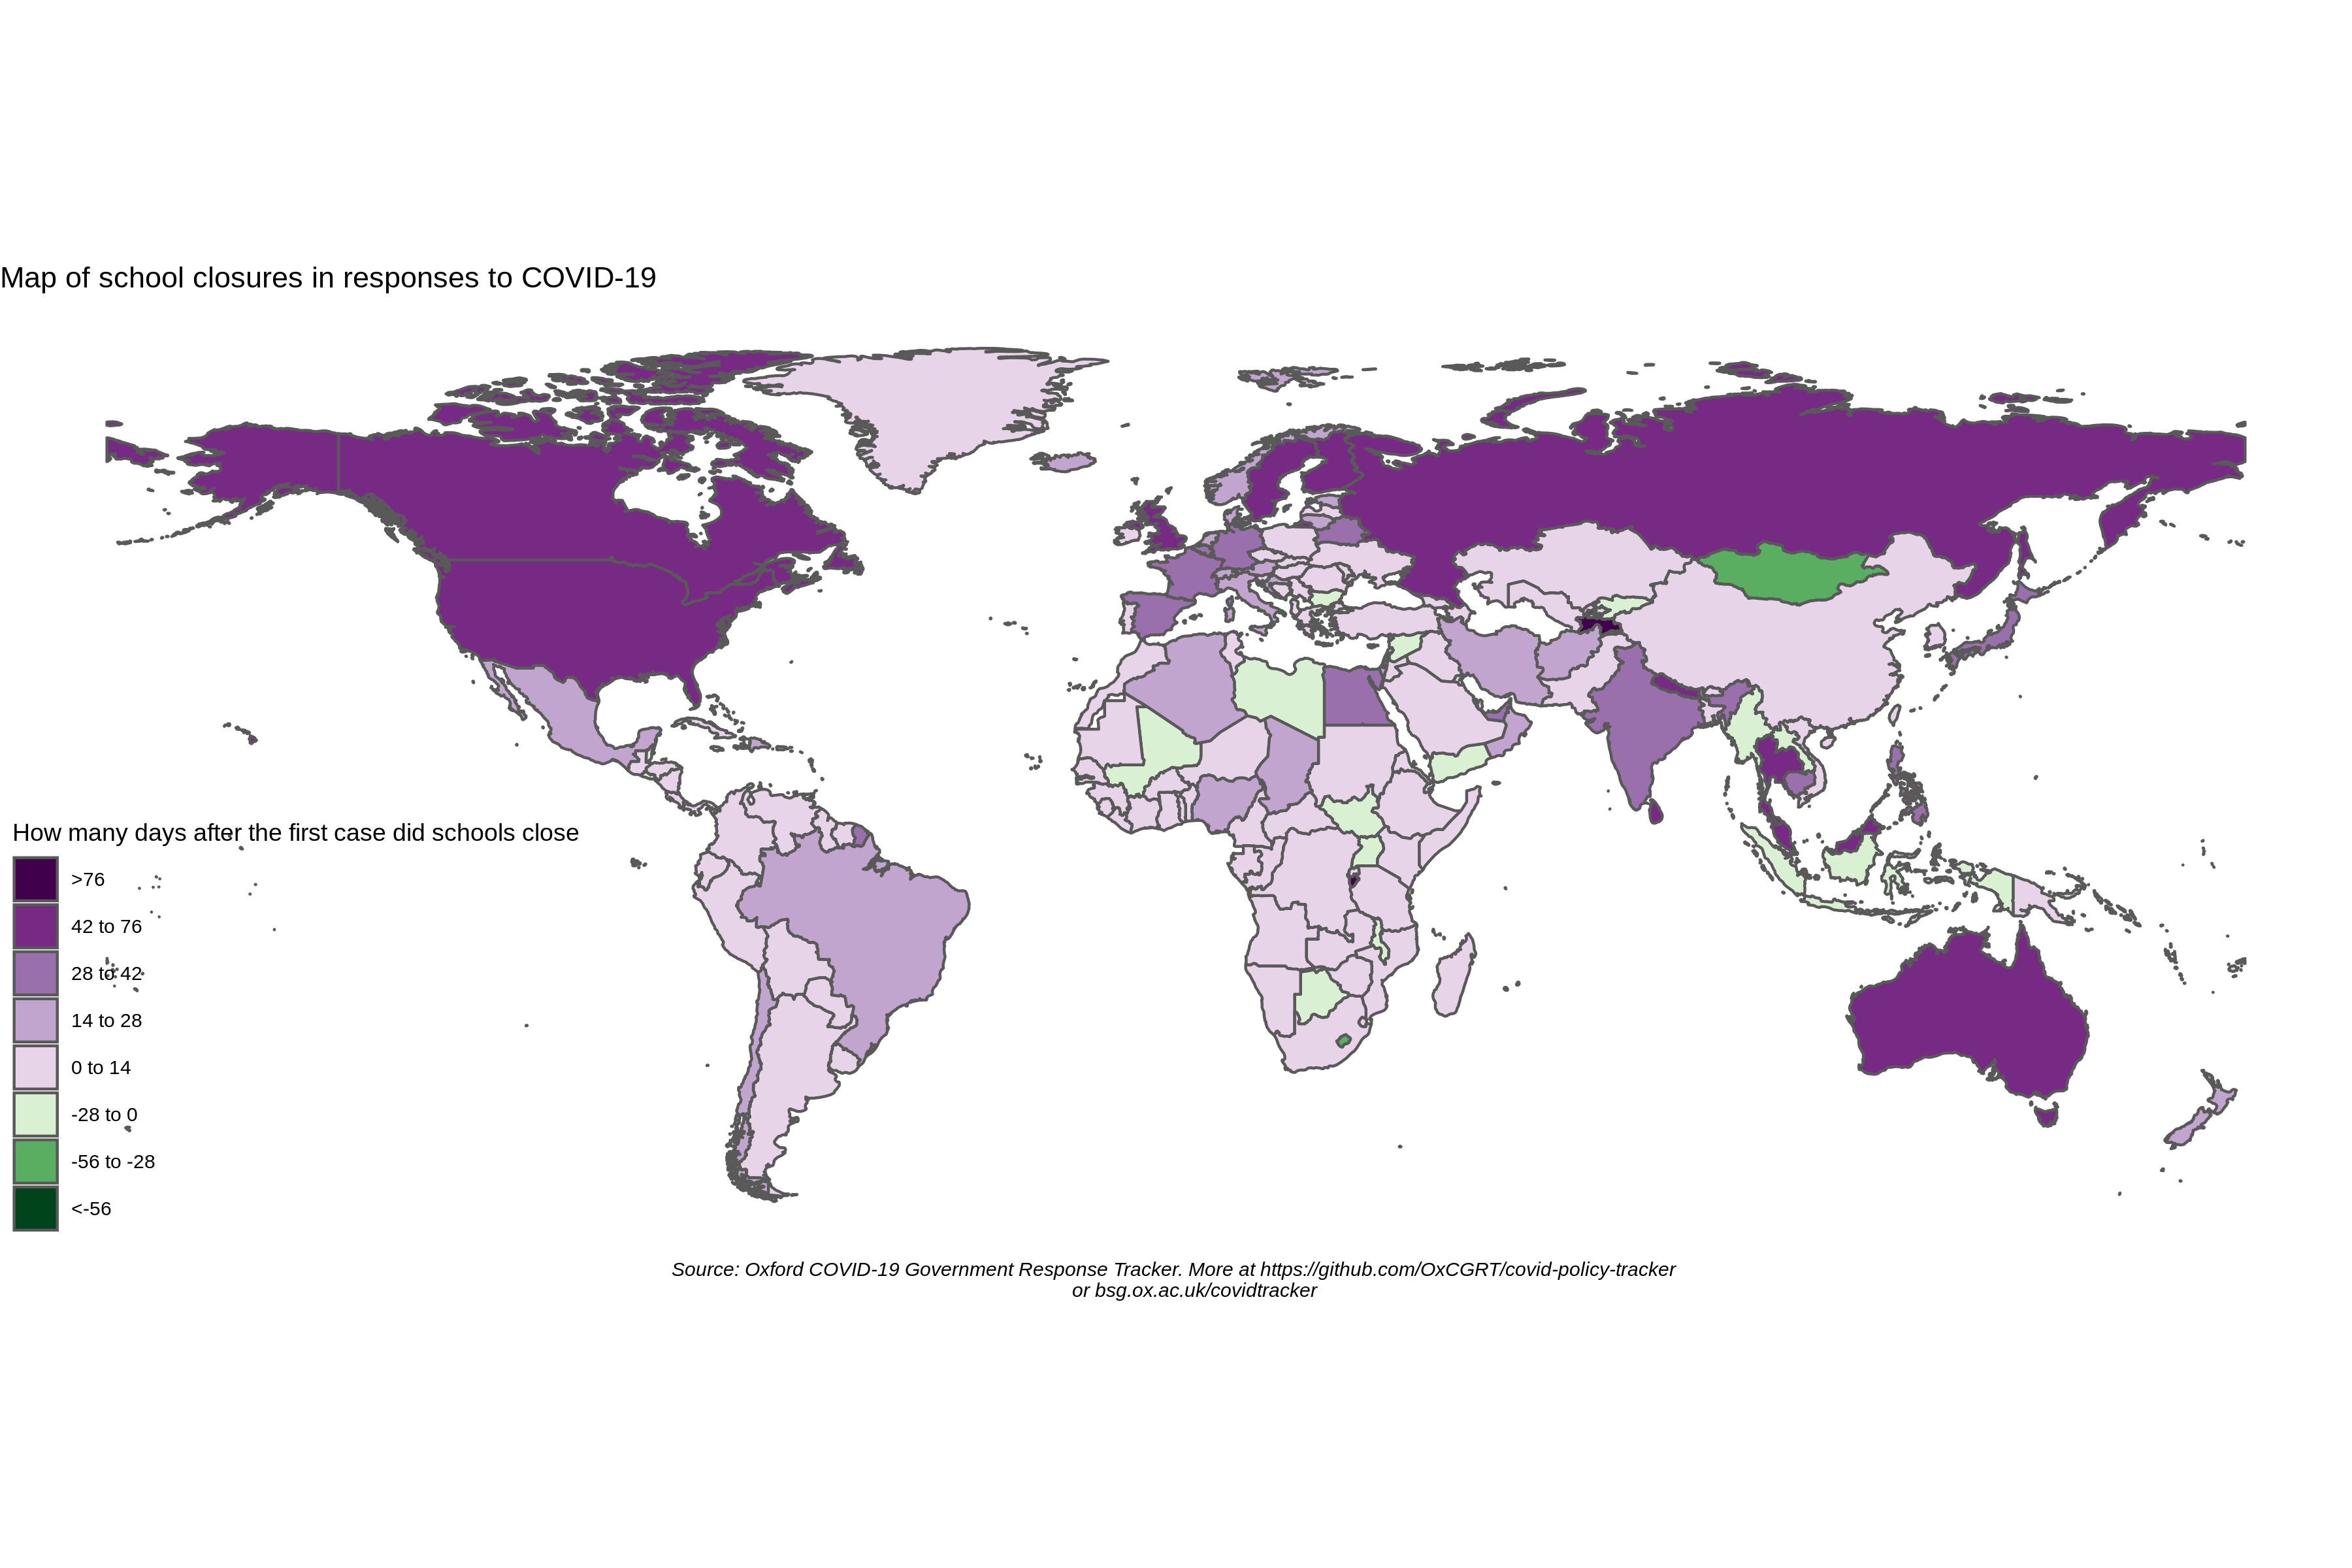 Map of school closures in responses to COVID-19
How many days after the first case did schools close
>76
42 to 76
28 to 42
14 to 28
0 to 14
-28 to 0
-56 to -28
<-56
Source: Oxford COVID-19 Government Response Tracker. More at https://github.com/OxCGRT/covid-policy-tracker
or bsg.ox.ac.uk/covidtracker